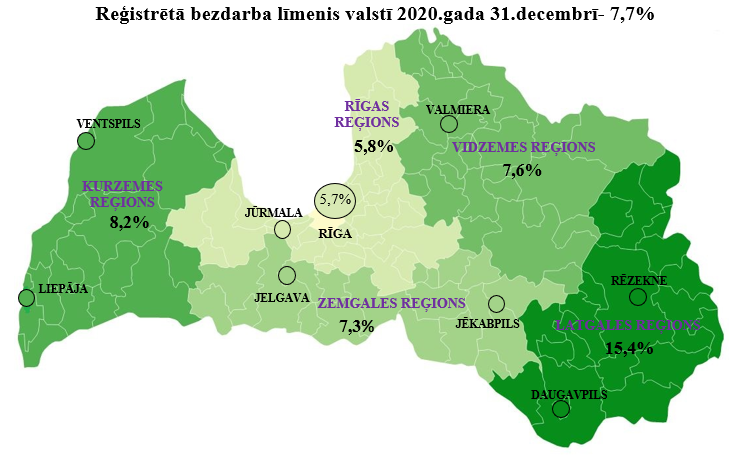 Reģistrētā bezdarba līmenis valstī 2020.gada 31.decembrī- 7,7%
RĪGAS
REĢIONS
5,8%
VALMIERA
VENTSPILS
VIDZEMES REĢIONS
7,6%
KURZEMES
REĢIONS
8,2%
5,7%
JŪRMALA
RĪGA
RĒZEKNE
LIEPĀJA
JELGAVA
ZEMGALES REĢIONS
7,3%
JĒKABPILS
LATGALES REĢIONS
15,4%
DAUGAVPILS